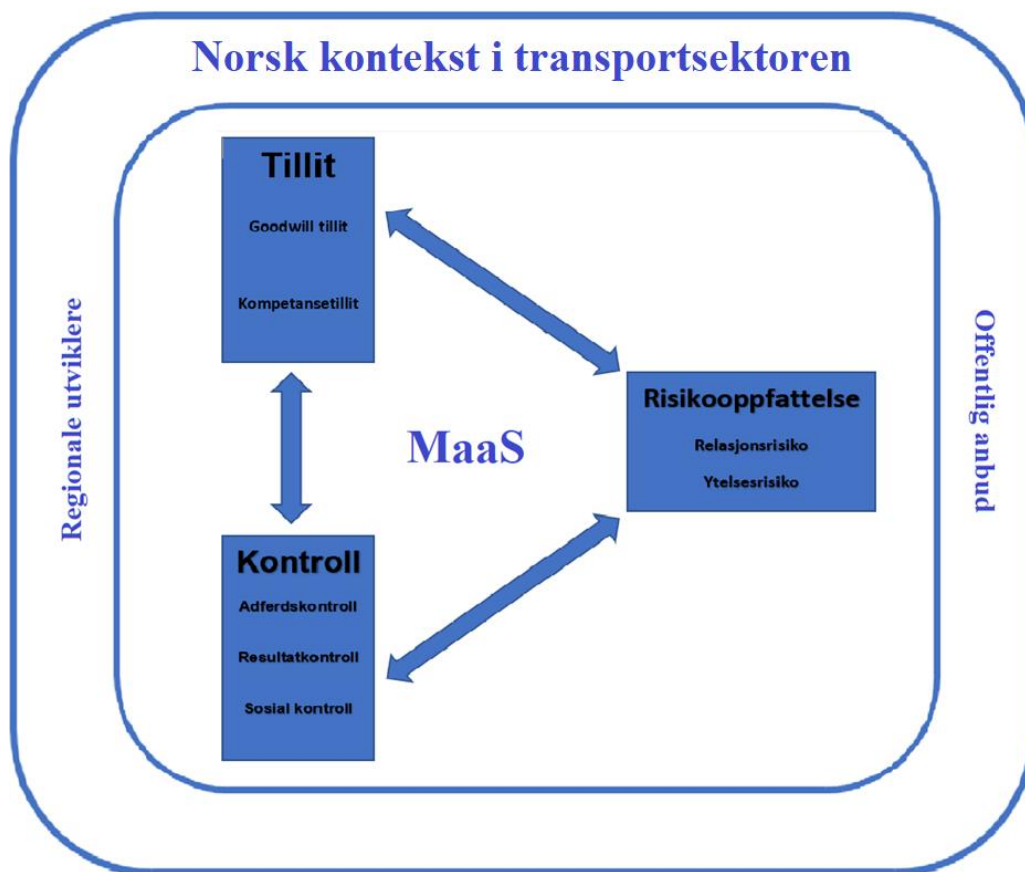 Norsk kontekst i transportsektoren
Regionale utviklere
Tillit
Goodwill tillit
Kompetansetillit
MaaS
Risikooppfattelse
Relasjonsrisiko
Ytelsesrisiko
Kontroll
Adferdskontroll
Resultatkontroll
Sosial kontroll
Offentlig anbud